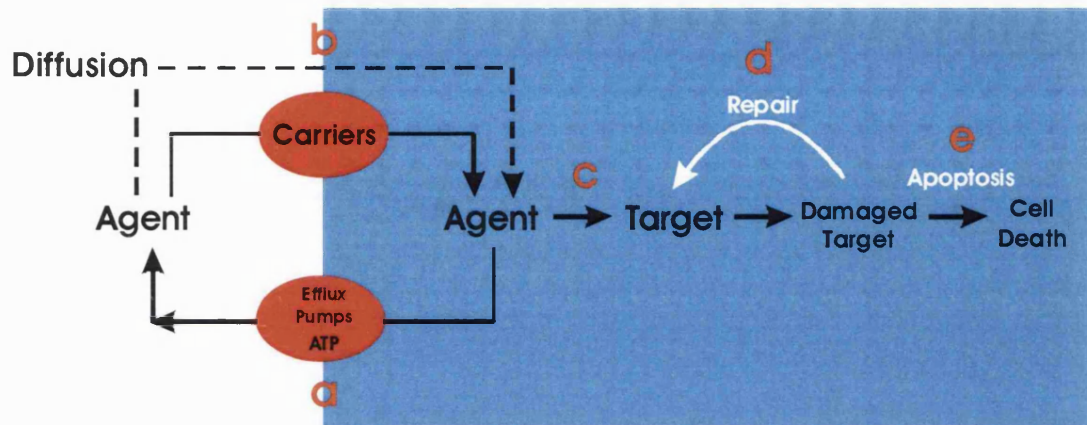 b
Diffusion
d
Repair
Carriers
e
Apoptosis
c
Agent
Agent
Target
Damaged
Target
Cell
Death
Efflux
Pumps
ATP
a